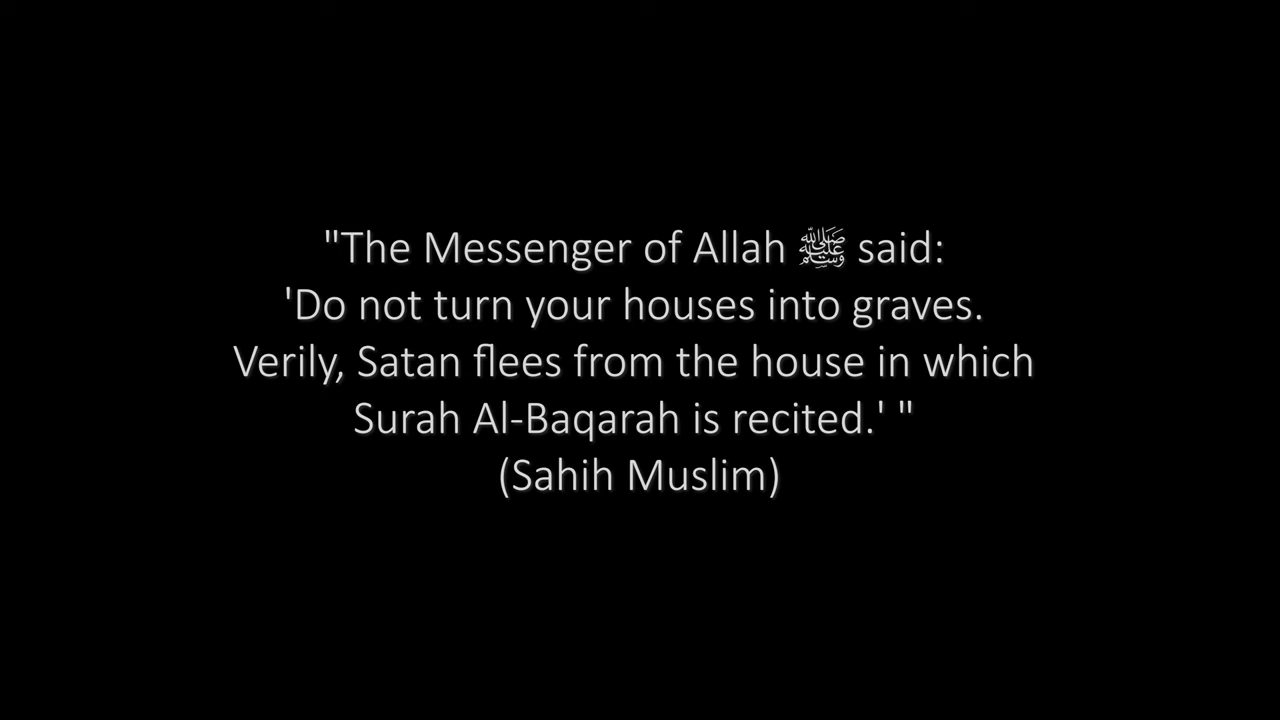 "The Messenger of Allah ﷺ said:
'Do not turn your houses into graves.
Verily, Satan flees from the house in which
Surah Al-Baqarah is recited.' "
(Sahih Muslim)